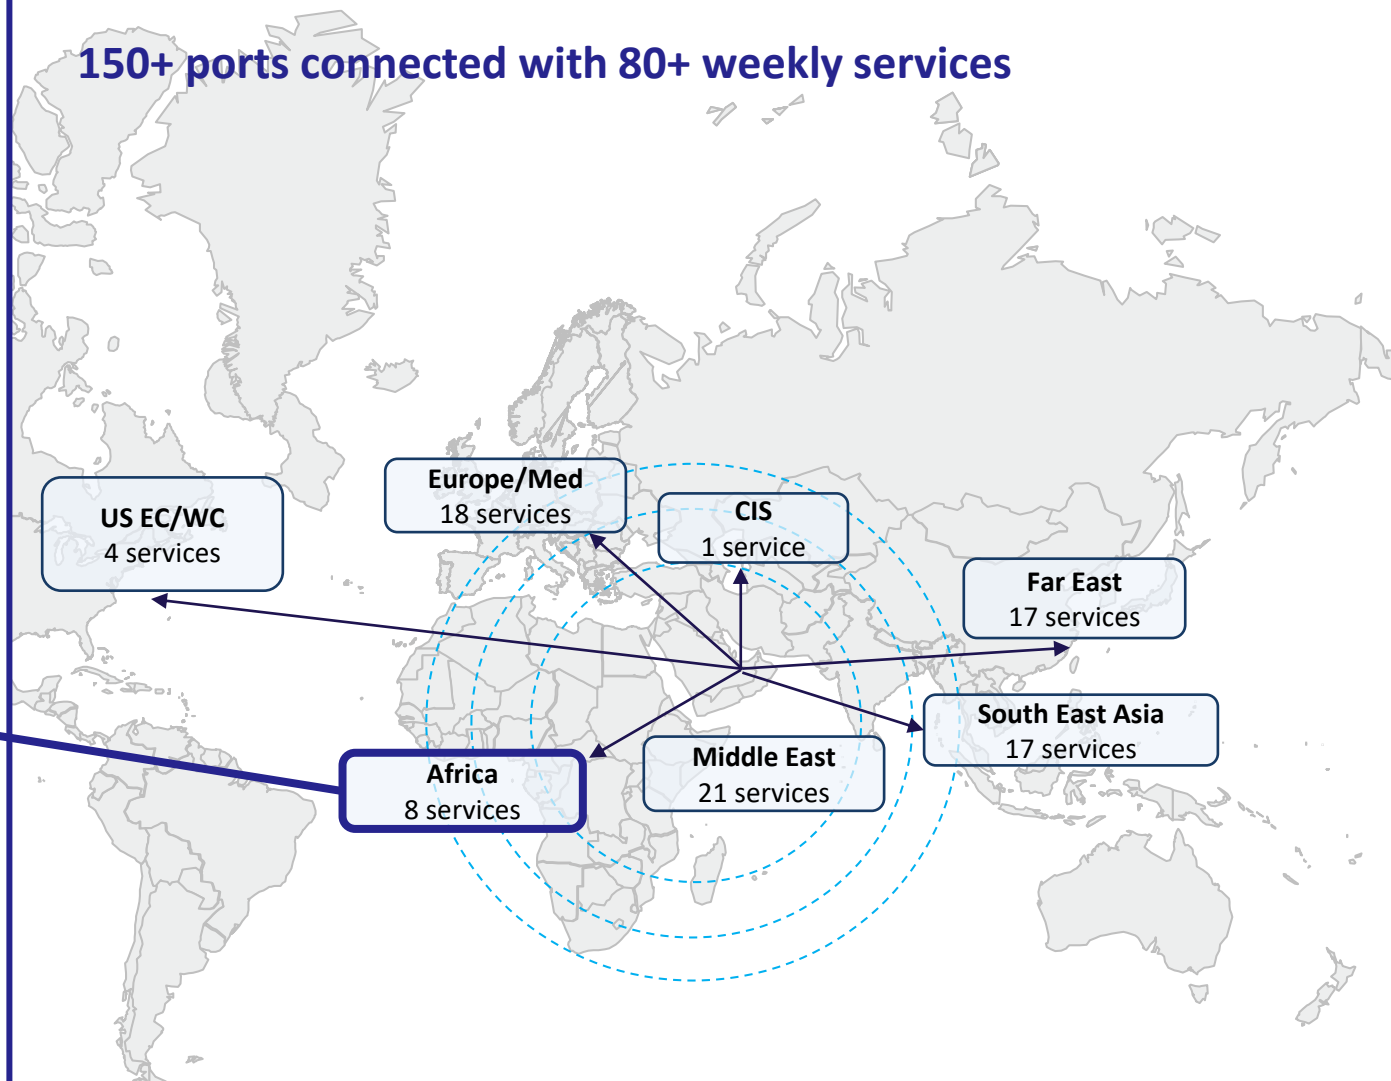 150+ ports connected with 80+ weekly services
Europe/Med
18 services
US EC/WC
4 services
CIS
1 service
Far East
17 services
South East Asia
17 services
Middle East
21 services
Africa
8 services